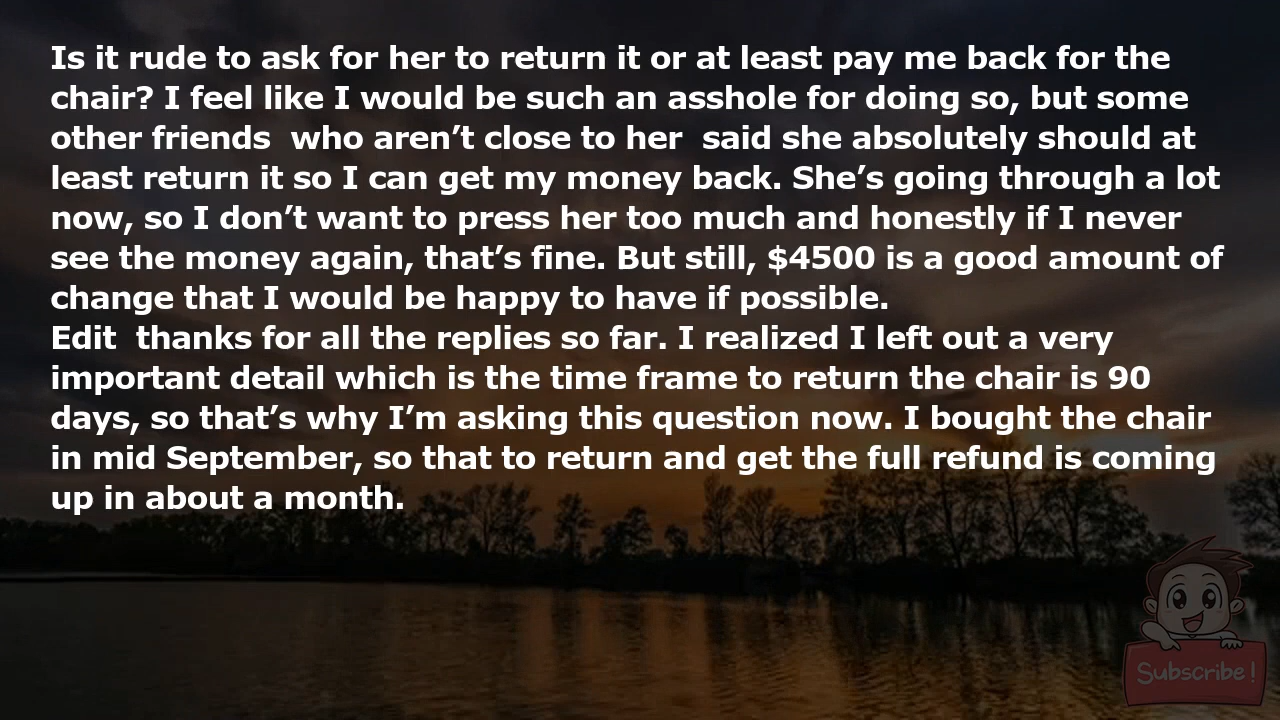 Is it rude to ask for her to return it or at least pay me back for the
chair? I feel like I would be such an asshole for doing so, but some
other friends  who aren’t close to her  said she absolutely should at
least return it so I can get my money back. She’s going through a lot
now, so I don’t want to press her too much and honestly if I never
see the money again, that’s fine. But still, $4500 is a good amount of
change that I would be happy to have if possible.
Edit  thanks for all the replies so far. I realized I left out a very
important detail which is the time frame to return the chair is 90
days, so that’s why I’m asking this question now. I bought the chair
in mid September, so that to return and get the full refund is coming
up in about a month.
Subscribe!